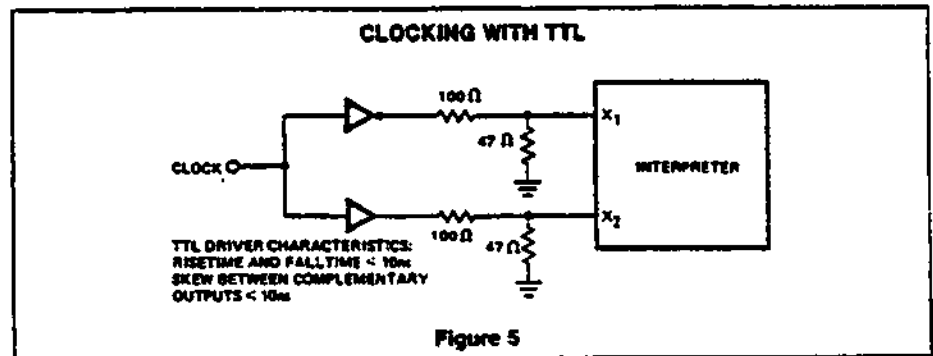 CLOCKING WITH TTL
100 Ω
X1
47 Ω
CLOCK
INTERPRETER
X2
100 Ω
47 Ω
TTL DRIVER CHARACTERISTICS:
RISETIME AND FALLTIME < 10ns
SKEW BETWEEN COMPLEMENTARY
OUTPUTS < 10ns
Figure 5